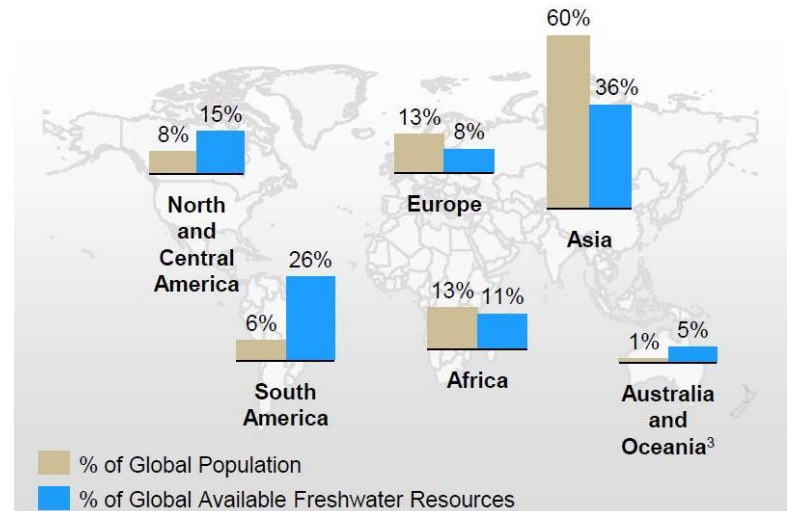 8%
15%
North
and
Central
America
13%
8%
Europe
60%
36%
Asia
6%
26%
South
America
13%
11%
Africa
1%
5%
Australia
and
Oceania³
% of Global Population
% of Global Available Freshwater Resources